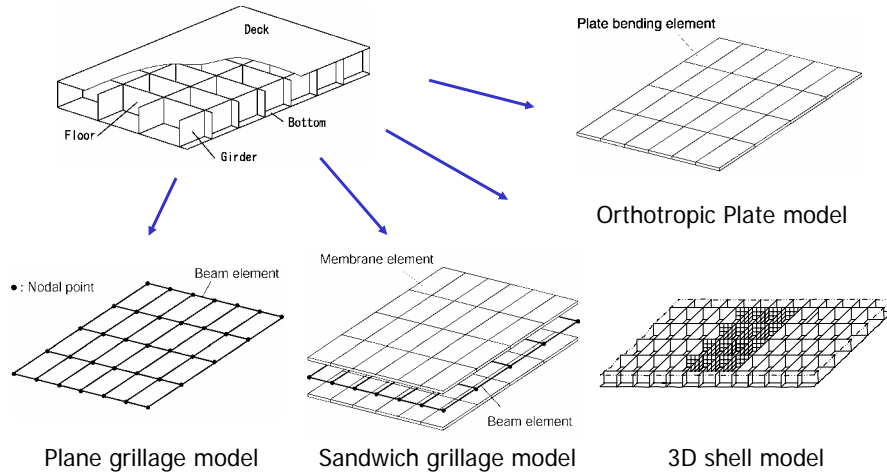 Deck
Floor
Girder
Bottom
Plate bending element
Orthotropic Plate model
• : Nodal point
Beam element
Plane grillage model
Membrane element
Beam element
Sandwich grillage model
3D shell model